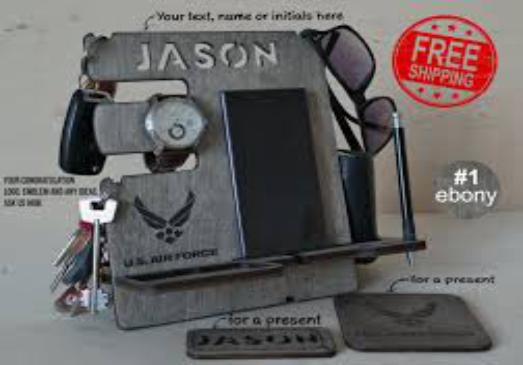 Your text, name or initials here
JASON
FREE
SHIPPING
YOUR CONGRATULATION
LOGO, EMBLEM AND ANY IDEAS,
ASK US NOW.
#1
ebony
U.S. AIR FORCE
for a present
for a present
JASON